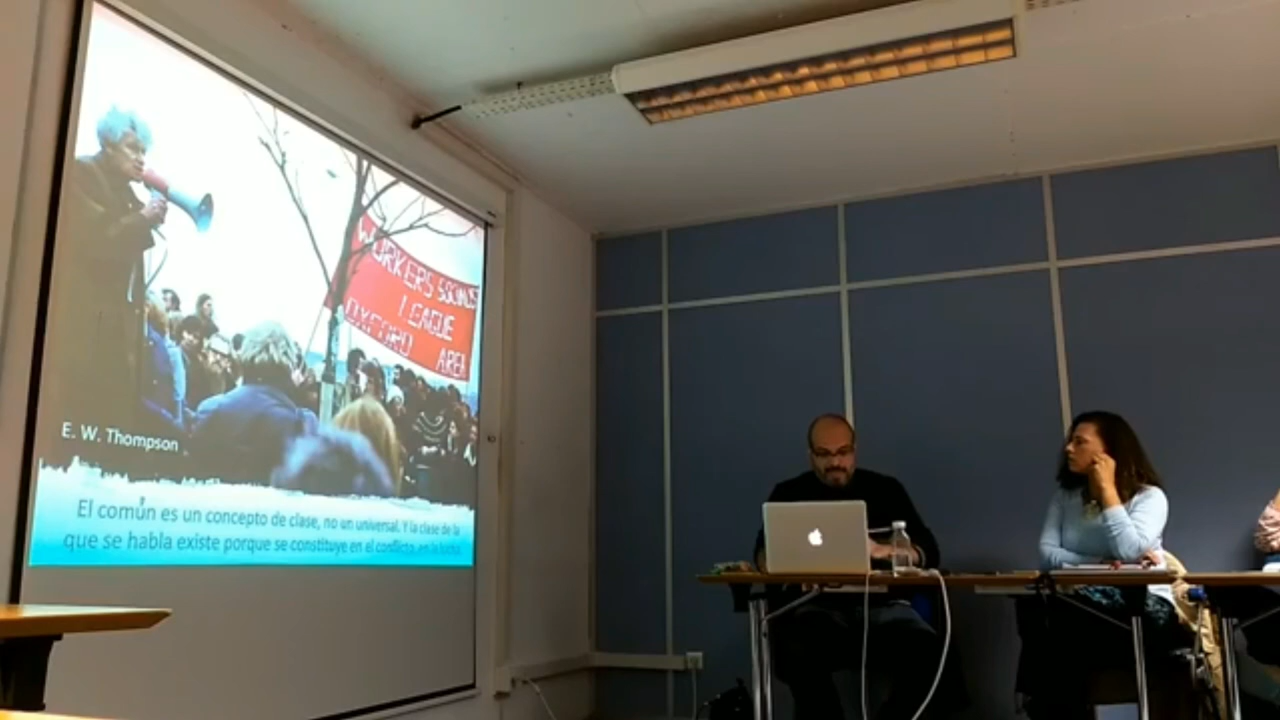 WORKERS SOCIALIS
LEAGUE
OXFORD AREA
E. W. Thompson
El común es un concepto de clase, no un universal. Y la clase de la
que se habla existe porque se constituye en el conflicto, en la lucha